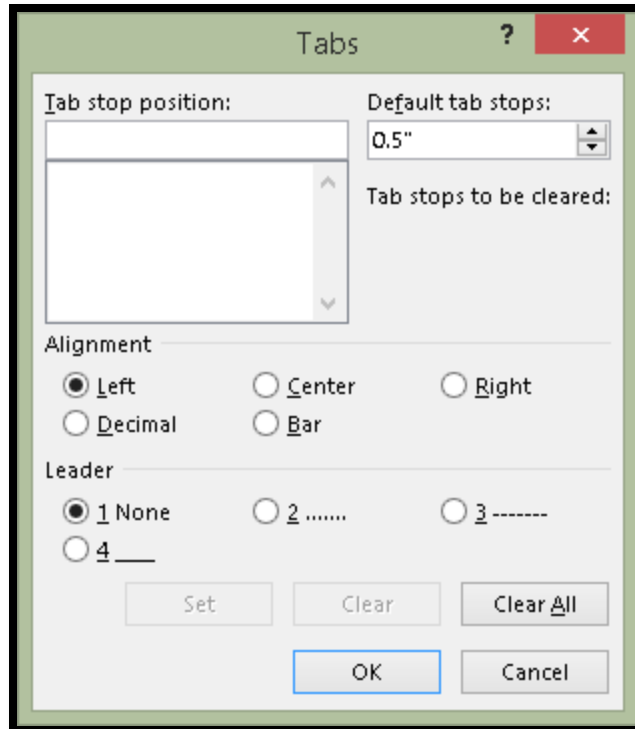 Tabs ? ×
Tab stop position: Default tab stops:
0.5"
Tab stops to be cleared:
Alignment
Left Center Right
Decimal Bar
Leader
1 None 2 ....... 3 -------
4 ___
Set Clear Clear All
OK Cancel